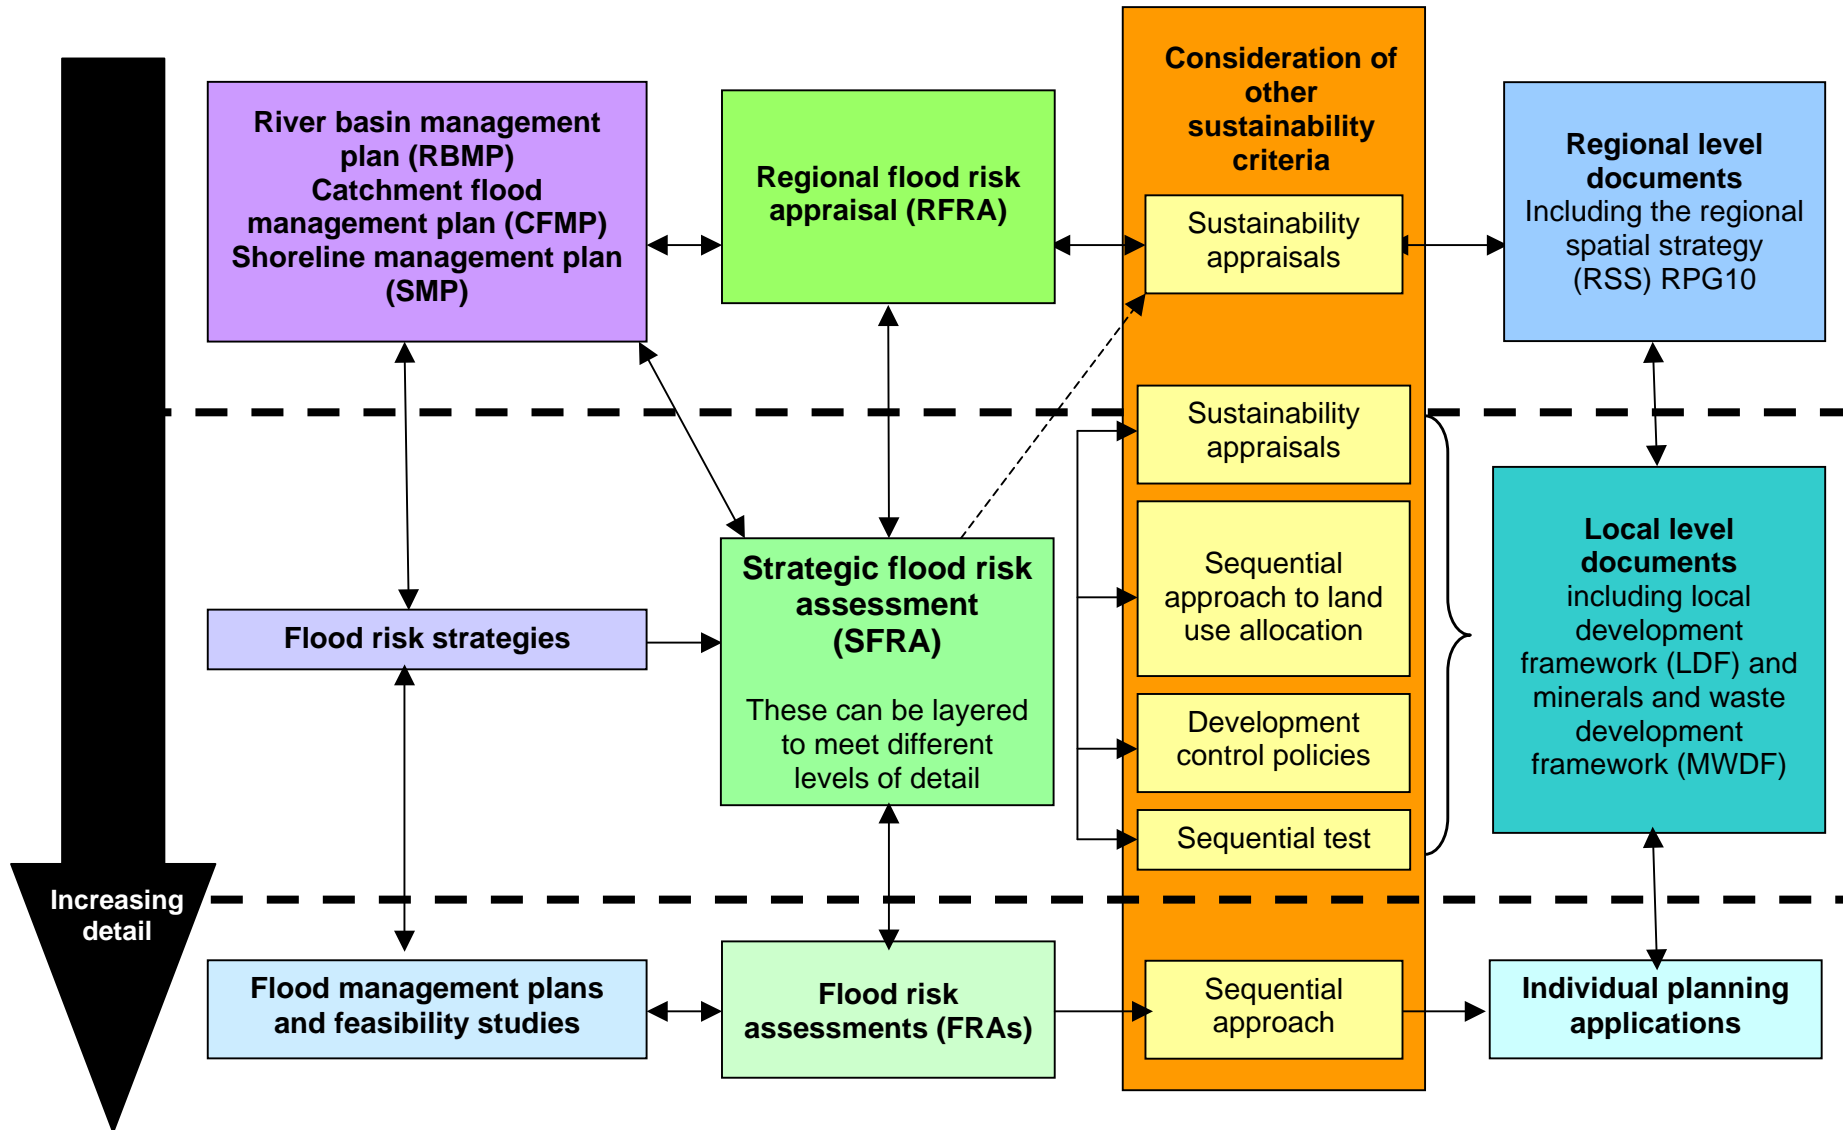 Increasing
detail
River basin management
plan (RBMP)
Catchment flood
management plan (CFMP)
Shoreline management plan
(SMP)
Regional flood risk
appraisal (RFRA)
Consideration of
other
sustainability
criteria
Sustainability
appraisals
Regional level
documents
Including the regional
spatial strategy
(RSS) RPG10
Flood risk strategies
Strategic flood risk
assessment
(SFRA)
These can be layered
to meet different
levels of detail
Sustainability
appraisals
Sequential
approach to land
use allocation
Development
control policies
Sequential test
Local level
documents
including local
development
framework (LDF) and
minerals and waste
development
framework (MWDF)
Flood management plans
and feasibility studies
Flood risk
assessments (FRAs)
Sequential
approach
Individual planning
applications